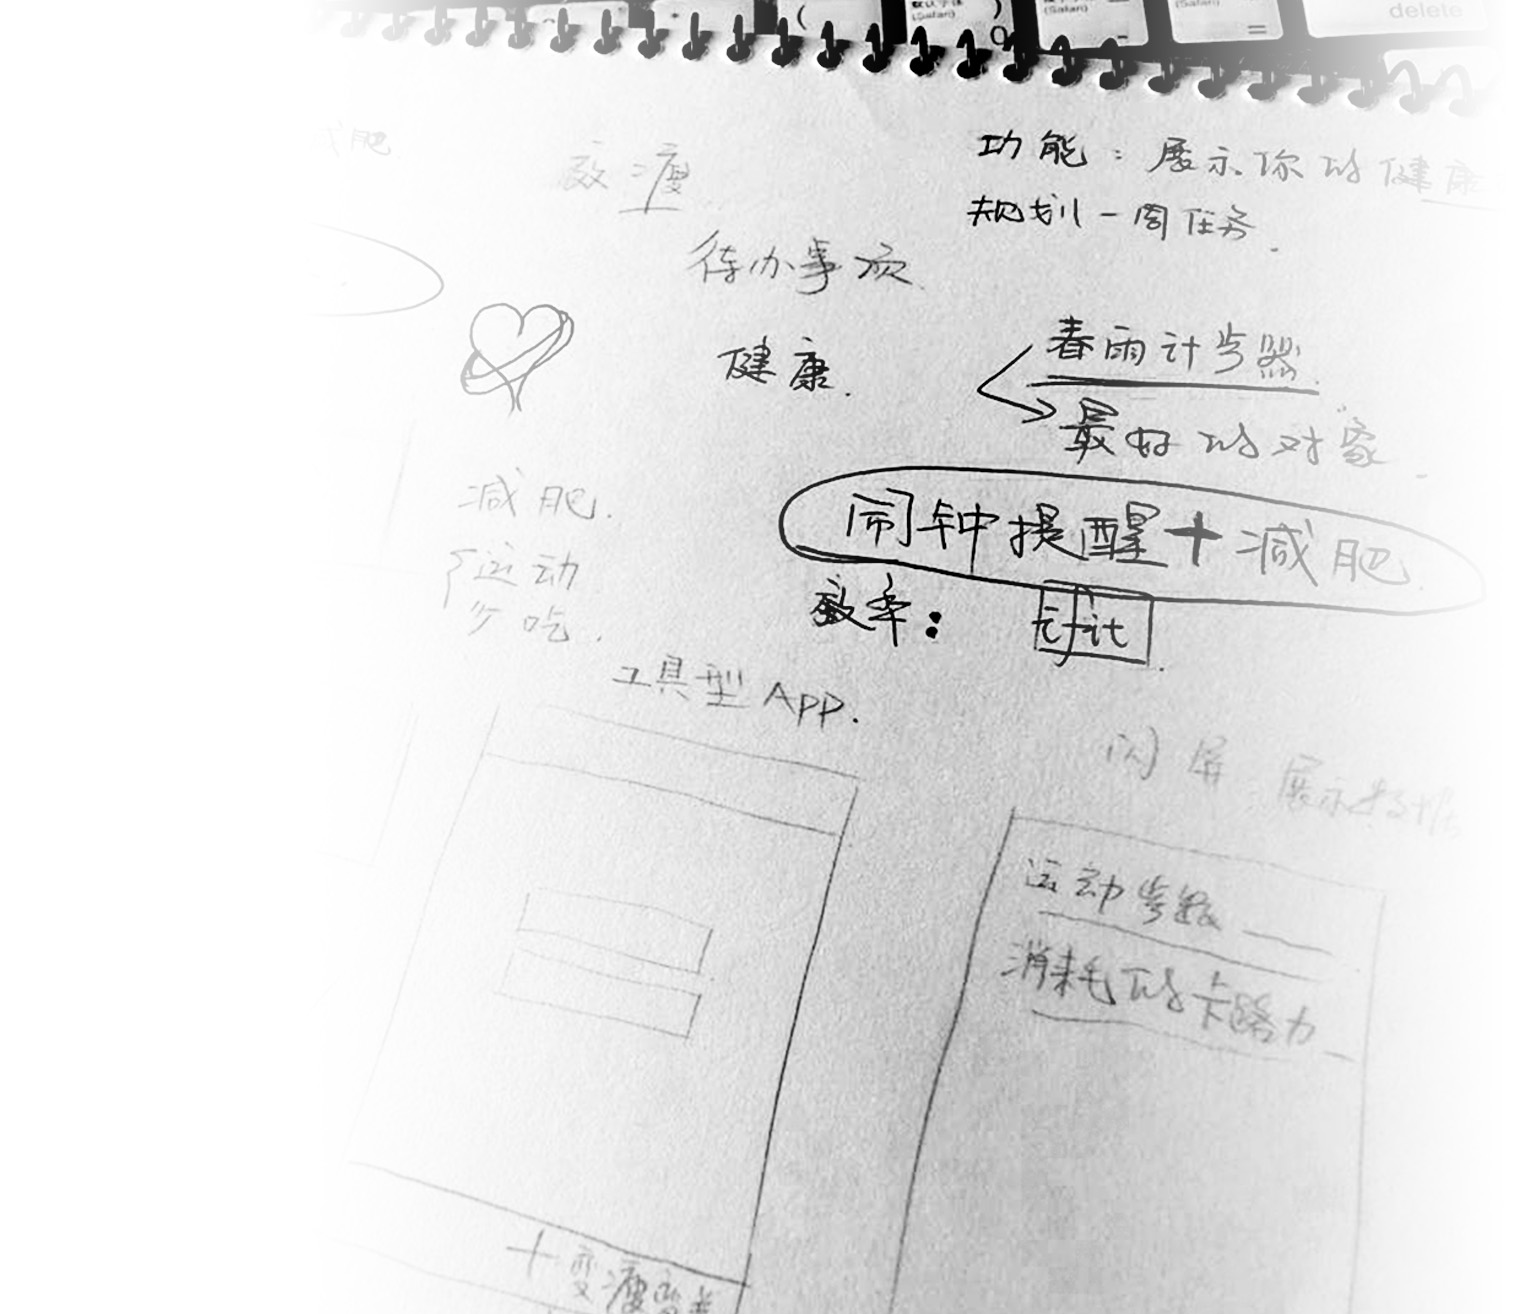 delete
减肥
功能：展示你的健康
规划一周任务.
待办事项.
健康.
春雨计步器.
最好的对象.
减肥.
运动
少吃.
闹钟提醒+减肥
效率：
efit
工具型APP.
闪屏 展示数据
运动步数
消耗的卡路力
+变瘦